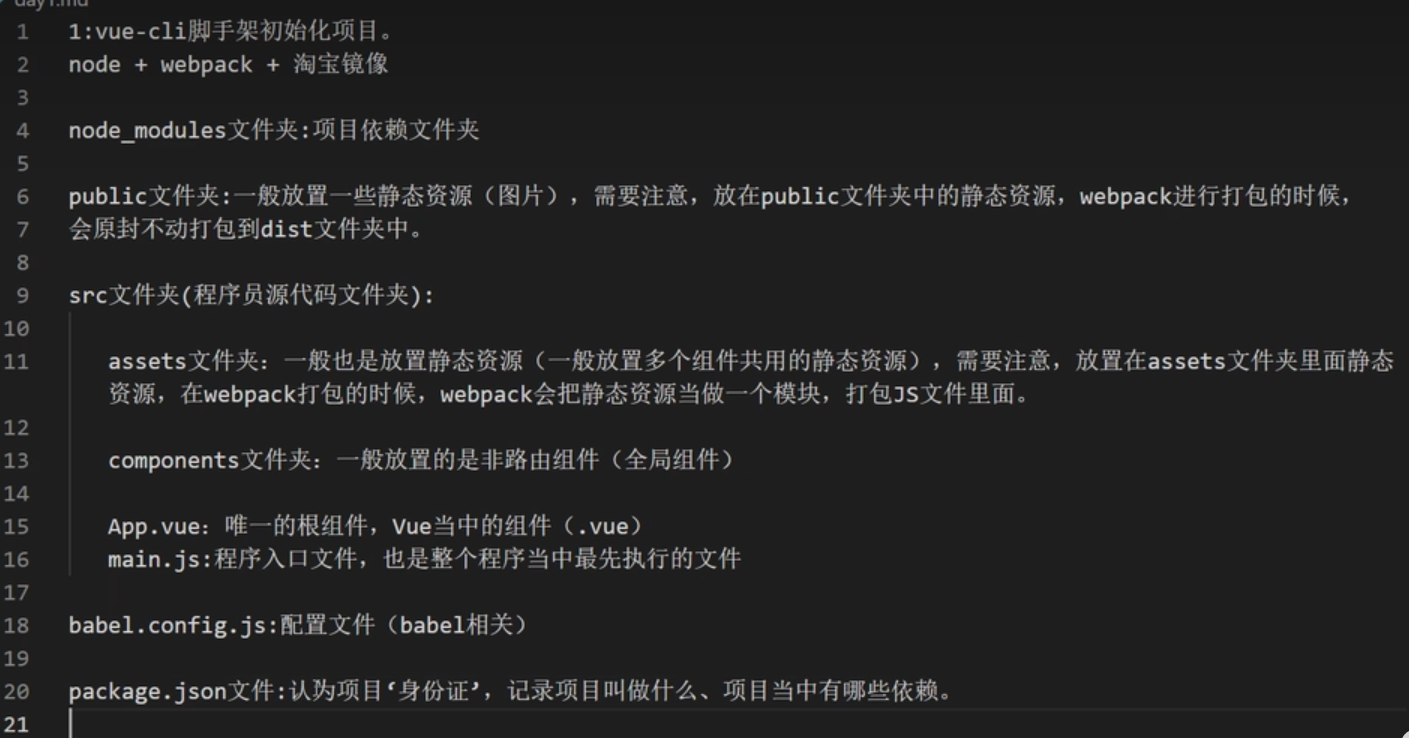 day1.md
1 1:vue-cli脚手架初始化项目。
2 node + webpack + 淘宝镜像
3
4 node_modules文件夹:项目依赖文件夹
5
6 public文件夹:一般放置一些静态资源（图片），需要注意，放在public文件夹中的静态资源，webpack进行打包的时候，
7 会原封不动打包到dist文件夹中。
8
9 src文件夹(程序员源代码文件夹):
10
11 assets文件夹：一般也是放置静态资源（一般放置多个组件共用的静态资源），需要注意，放置在assets文件夹里面静态
资源，在webpack打包的时候，webpack会把静态资源当做一个模块，打包JS文件里面。
12
13 components文件夹：一般放置的是非路由组件（全局组件）
14
15 App.vue：唯一的根组件，Vue当中的组件（.vue）
16 main.js:程序入口文件，也是整个程序当中最先执行的文件
17
18 babel.config.js:配置文件（babel相关）
19
20 package.json文件:认为项目‘身份证’，记录项目叫做什么、项目当中有哪些依赖。
21